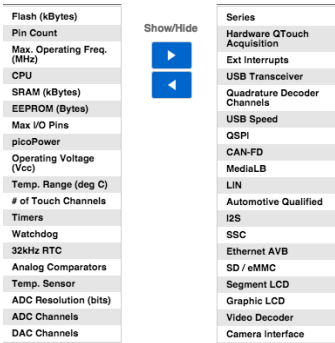 Flash (kBytes)
Pin Count
Max. Operating Freq.
(MHz)
CPU
SRAM (kBytes)
EEPROM (Bytes)
Max I/O Pins
picoPower
Operating Voltage
(Vcc)
Temp. Range (deg C)
# of Touch Channels
Timers
Watchdog
32kHz RTC
Analog Comparators
Temp. Sensor
ADC Resolution (bits)
ADC Channels
DAC Channels
Show/Hide
Series
Hardware QTouch
Acquisition
Ext Interrupts
USB Transceiver
Quadrature Decoder
Channels
USB Speed
QSPI
CAN-FD
MediaLB
LIN
Automotive Qualified
I2S
SSC
Ethernet AVB
SD / eMMC
Segment LCD
Graphic LCD
Video Decoder
Camera Interface